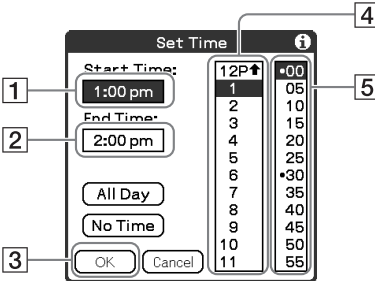 4
Set Time
i
Start Time:
1:00 pm
End Time:
2:00 pm
All Day
No Time
OK
Cancel
1
2
3
12P
1
2
3
4
5
6
7
8
9
10
11
5
•00
05
10
15
20
25
•30
35
40
45
50
55